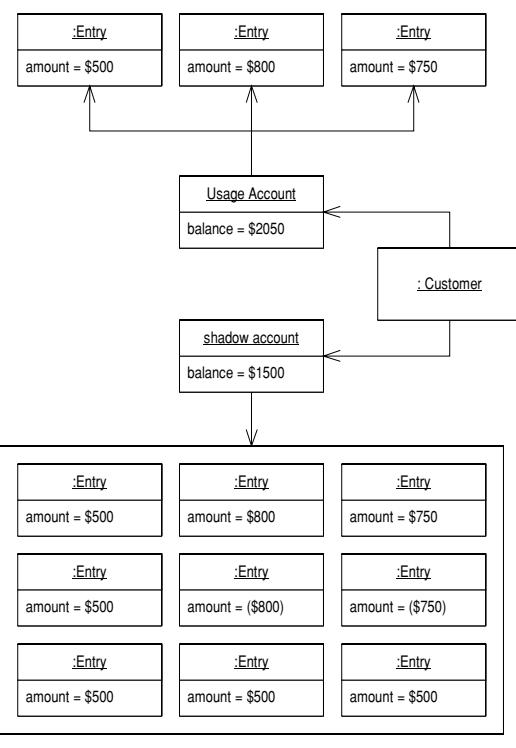 :Entry
amount = $500
:Entry
amount = $800
:Entry
amount = $750
Usage Account
balance = $2050
: Customer
shadow account
balance = $1500
:Entry
amount = $500
:Entry
amount = $800
:Entry
amount = $750
:Entry
amount = $500
:Entry
amount = ($800)
:Entry
amount = ($750)
:Entry
amount = $500
:Entry
amount = $500
:Entry
amount = $500